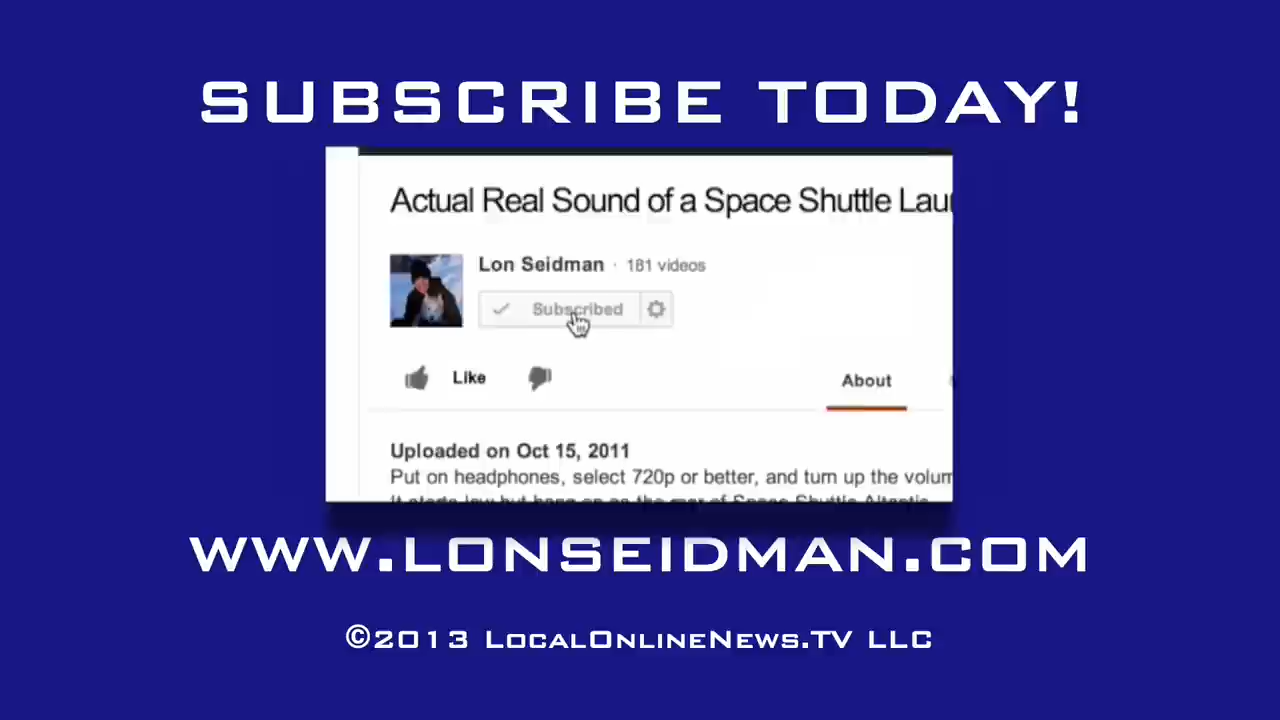 SUBSCRIBE TODAY!
Actual Real Sound of a Space Shuttle
Lon Seidman · 181 videos
Subscribed
Like
About
Uploaded on Oct 15, 2011
Put on headphones, select 720p or better, and turn up the
WWW.LONSEIDMAN.COM
©2013 LOCALONLINENEWS.TV LLC